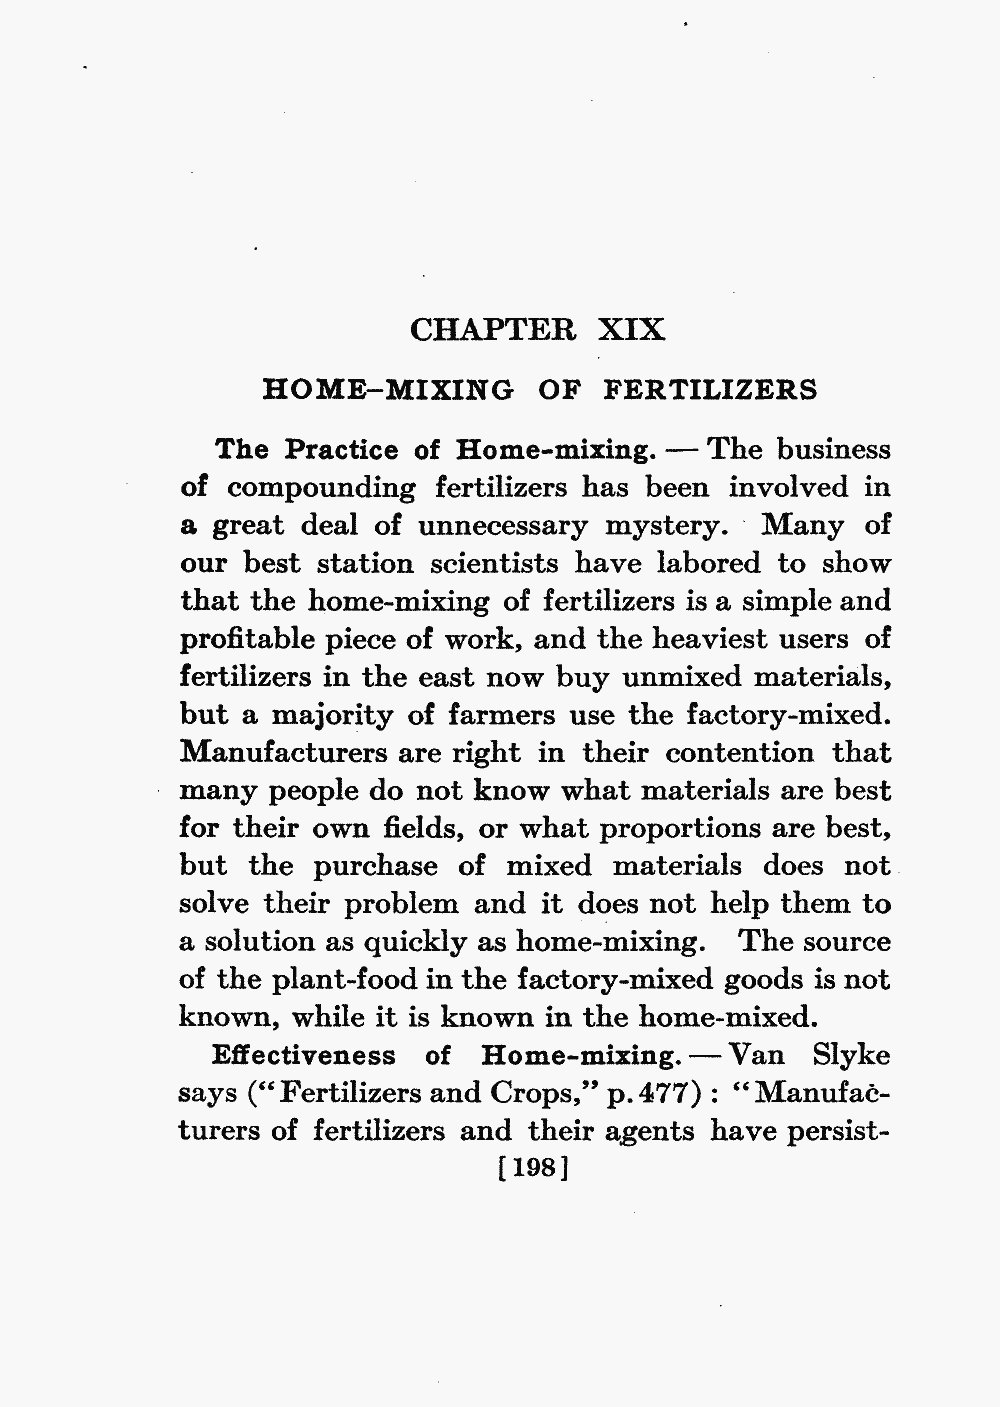 CHAPTER XIX
HOME-MIXING OF FERTILIZERS
The Practice of Home-mixing. — The business
of compounding fertilizers has been involved in
a great deal of unnecessary mystery. Many of
our best station scientists have labored to show
that the home-mixing of fertilizers is a simple and
profitable piece of work, and the heaviest users of
fertilizers in the east now buy unmixed materials,
but a majority of farmers use the factory-mixed.
Manufacturers are right in their contention that
many people do not know what materials are best
for their own fields, or what proportions are best,
but the purchase of mixed materials does not
solve their problem and it does not help them to
a solution as quickly as home-mixing. The source
of the plant-food in the factory-mixed goods is not
known, while it is known in the home-mixed.
Effectiveness of Home-mixing. — Van Slyke
says (“Fertilizers and Crops,” p. 477) : “Manufac-
turers of fertilizers and their agents have persist-
[198]